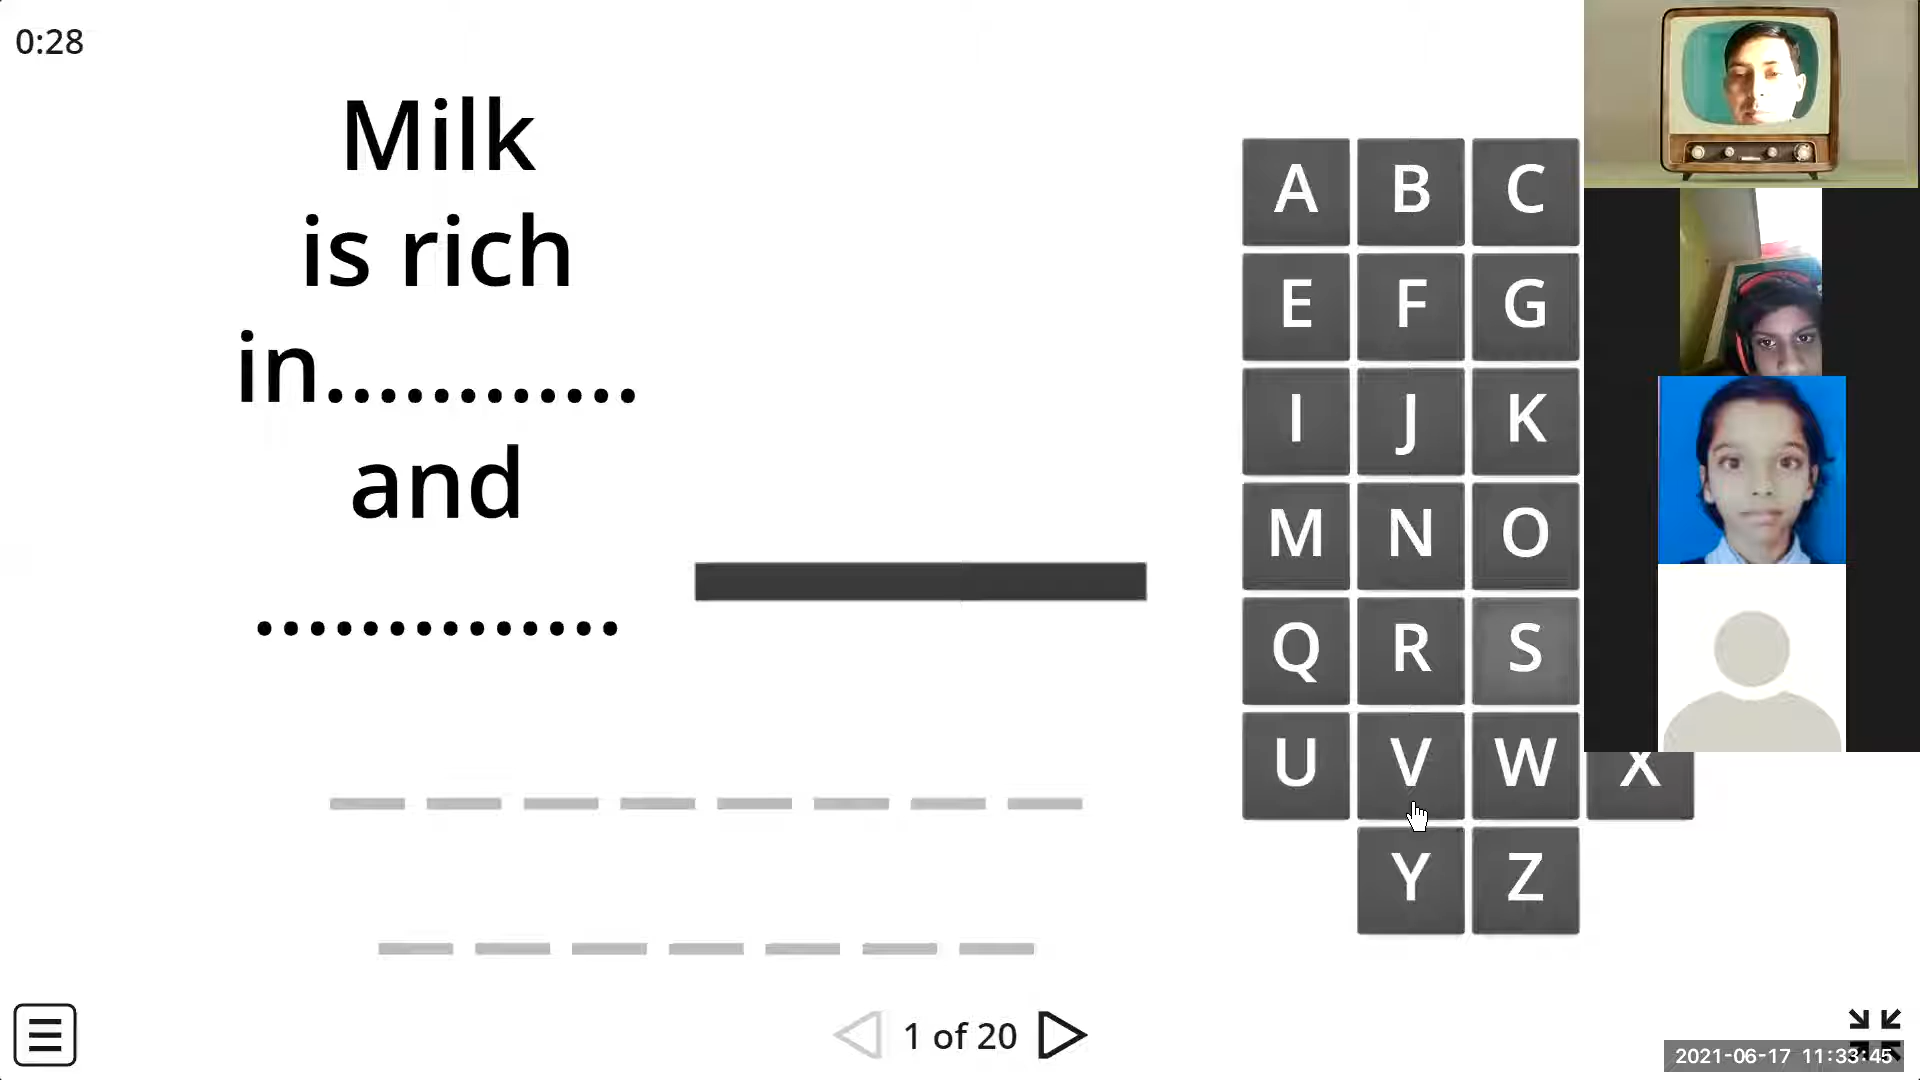 0:28
Milk
is rich
in............
and
..............
A B C
E F G
I J K
M N O
Q R S
U V W X
Y Z
1 of 20
2021-06-17 11:33:45